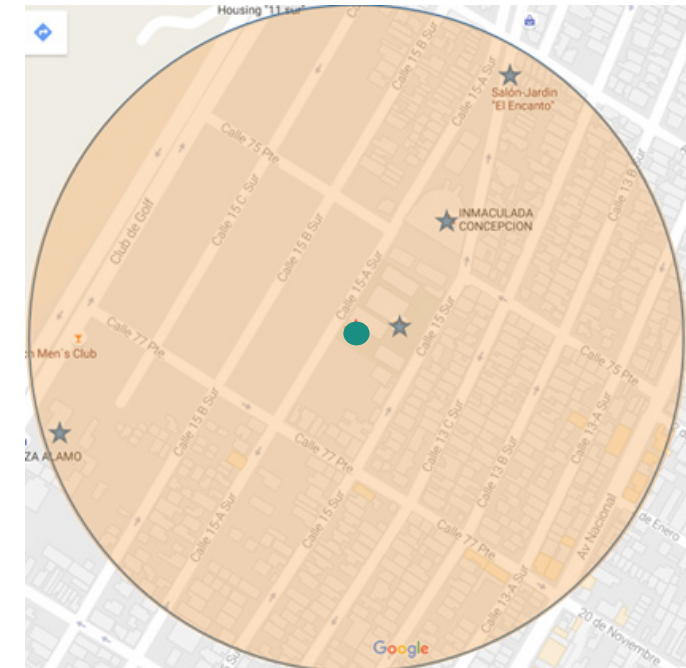 Housing "11 sur"
Calle 15 B Sur
Calle 15-A Sur
Salón-Jardin
"El Encanto"
Calle 75 Pte.
Calle 13 B Sur
Calle 15 C Sur
INMACULADA
CONCEPCION
Club de Golf
Calle 15 B Sur
Calle 15-A Sur
Calle 15 Sur
Calle 77 Pte.
Men's Club
Calle 75 Pte
Calle 15 B Sur
Calle 13 C Sur
Calle 13-A Sur
ZA ALAMO
Calle 77 Pte.
Calle 13 B Sur
Calle 15-A Sur
Calle 15 Sur
Calle 77 Pte.
Av Nacional
de Enero
Calle 13-A Sur
20 de Noviembre
Google